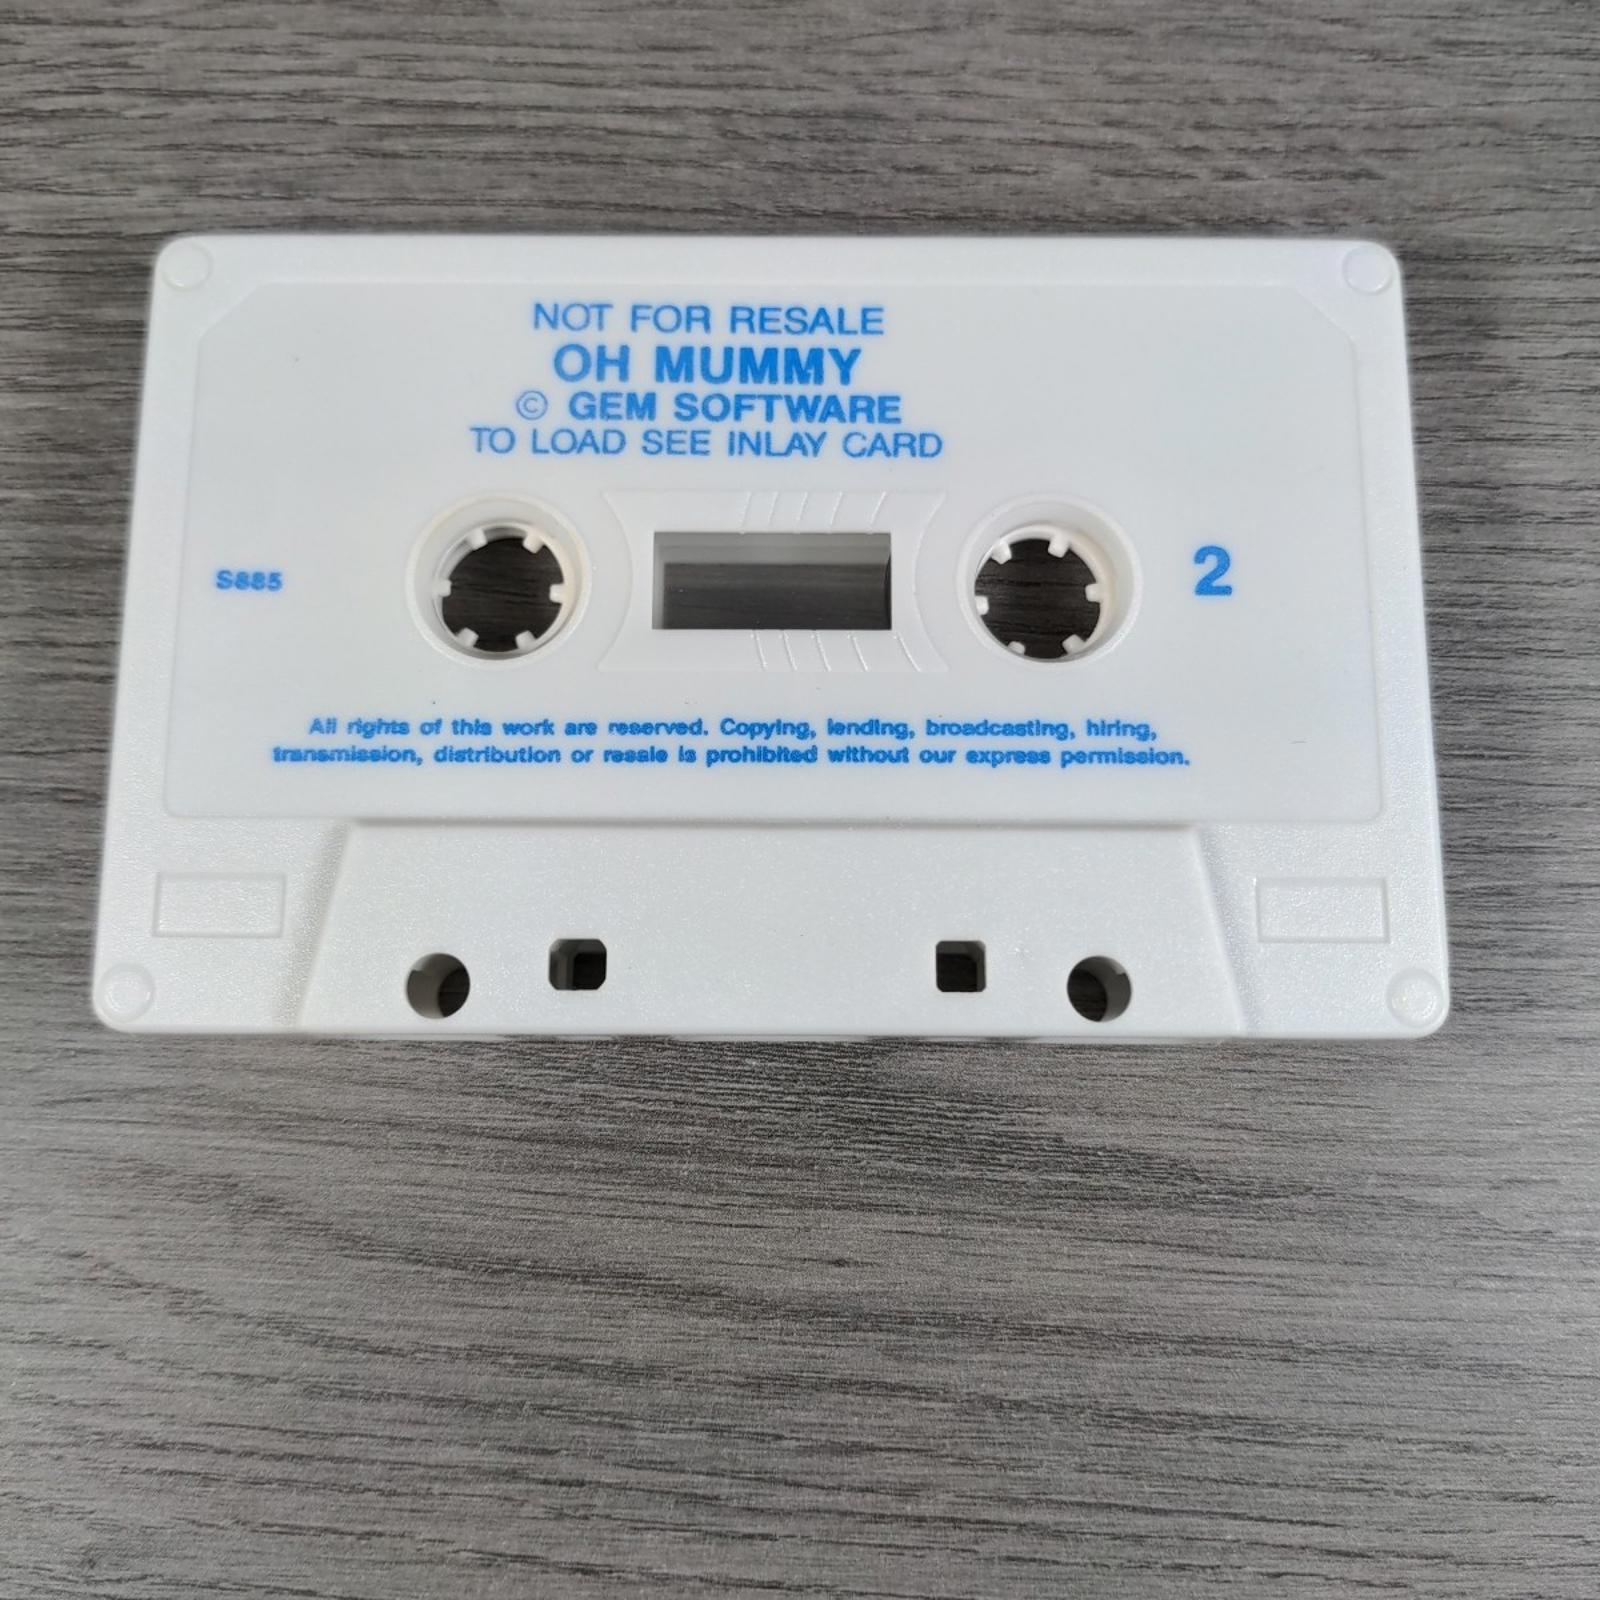 NOT FOR RESALE
OH MUMMY
© GEM SOFTWARE
TO LOAD SEE INLAY CARD
S885
2
All rights of this work are reserved. Copying, lending, broadcasting, hiring,
transmission, distribution or resale is prohibited without our express permission.